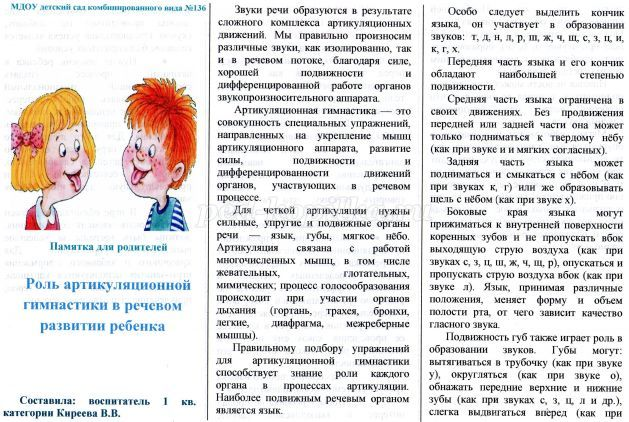 МДОУ детский сад комбинированного вида №136
Памятка для родителей
Роль артикуляционной
гимнастики в речевом
развитии ребенка
Составила: воспитатель 1 кв.
категории Киреева В.В.
Звуки речи образуются в результате
сложного комплекса артикуляционных
движений. Мы правильно произносим
различные звуки, как изолированно, так
и в речевом потоке, благодаря силе,
хорошей подвижности и
дифференцированной работе органов
звукопроизносительного аппарата.
Артикуляционная гимнастика — это
совокупность специальных упражнений,
направленных на укрепление мышц
артикуляционного аппарата, развитие
силы, подвижности и
дифференцированности движений
органов, участвующих в речевом
процессе.
Для четкой артикуляции нужны
сильные, упругие и подвижные органы
речи — язык, губы, мягкое нёбо.
Артикуляция связана с работой
многочисленных мышц, в том числе
жевательных, глотательных,
мимических; процесс голосообразования
происходит при участии органов
дыхания (гортань, трахея, бронхи,
легкие, диафрагма, межреберные
мышцы).
Правильному подбору упражнений
для артикуляционной гимнастики
способствует знание роли каждого
органа в процессах артикуляции.
Наиболее подвижным речевым органом
является язык.
Особо следует выделить кончик
языка, он участвует в образовании
звуков: т, д, н, л, р, ш, ж, ч, щ, с, з, ц, и,
к, г, х.
Передняя часть языка и его кончик
обладают наибольшей степенью
подвижности.
Средняя часть языка ограничена в
своих движениях. Без продвижения
передней или задней части она может
только подниматься к твердому нёбу
(как при звуке и и мягких согласных).
Задняя часть языка может
подниматься и смыкаться с нёбом (как
при звуках к, г) или же образовывать
щель с нёбом (как при звуке х).
Боковые края языка могут
прижиматься к внутренней поверхности
коренных зубов и не пропускать вбок
выходящую струю воздуха (как при
звуках с, з, ц, ш, ж, ч, щ, р), опускаться и
пропускать струю воздуха вбок (как при
звуке л). Язык, принимая различные
положения, меняет форму и объем
полости рта, от чего зависит качество
гласного звука.
Подвижность губ также играет роль в
образовании звуков. Губы могут:
вытягиваться в трубочку (как при звуке
у), округляться (как при звуке о),
обнажать передние верхние и нижние
зубы (как при звуках с, з, ц, л и др.),
слегка выдвигаться вперед (как при